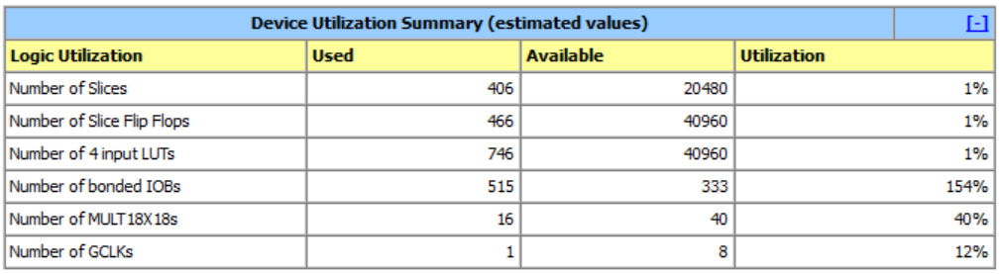 Device Utilization Summary (estimated values) [-]
Logic Utilization Used Available Utilization
Number of Slices 406 20480 1%
Number of Slice Flip Flops 466 40960 1%
Number of 4 input LUTs 746 40960 1%
Number of bonded IOBs 515 333 154%
Number of MULT18X18s 16 40 40%
Number of GCLKs 1 8 12%